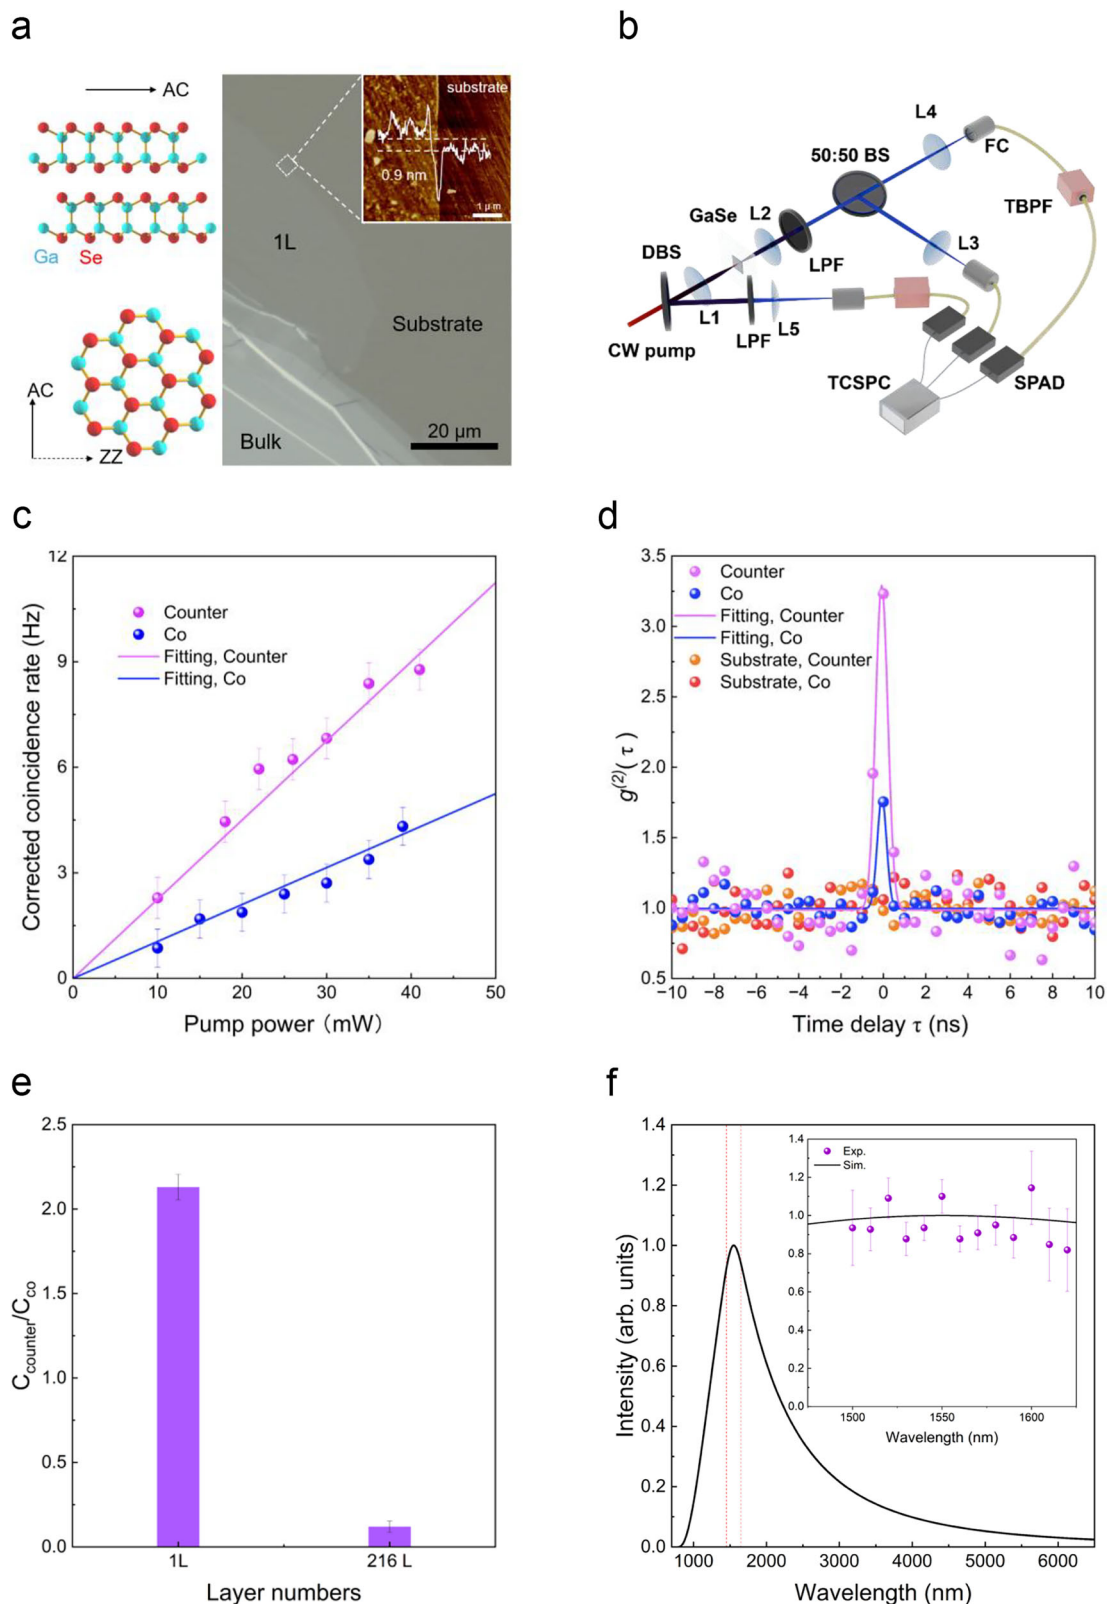 a
AC
Ga Se
AC
ZZ
substrate
0.9 nm
1 μm
1L
Substrate
Bulk
20 μm
b
L4
FC
50:50 BS
TBPF
GaSe
L2
DBS
LPF
L3
L1
LPF
L5
CW pump
TCSPC
SPAD
c
12
9
6
3
0
Corrected coincidence rate (Hz)
Counter
Co
Fitting, Counter
Fitting, Co
0 10 20 30 40 50
Pump power (mW)
d
3.5
3.0
2.5
2.0
1.5
1.0
0.5
g(2)(τ)
Counter
Co
Fitting, Counter
Fitting, Co
Substrate, Counter
Substrate, Co
−10 −8 −6 −4 −2 0 2 4 6 8 10
Time delay τ (ns)
e
2.5
2.0
1.5
1.0
0.5
0.0
Ccounter/Cco
1L 216 L
Layer numbers
f
1.4
1.2
1.0
0.8
0.6
0.4
0.2
0.0
Intensity (arb. units)
1.4
1.2
1.0
0.8
0.6
0.4
0.2
0.0
Exp.
Sim.
1500 1550 1600
Wavelength (nm)
1000 2000 3000 4000 5000 6000
Wavelength (nm)